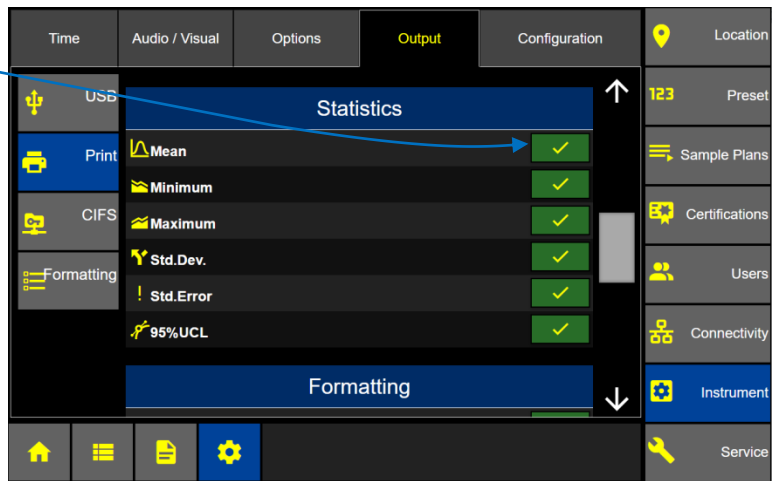 Time
Audio / Visual
Options
Output
Configuration
USB
Print
CIFS
Formatting
Statistics
Mean
Minimum
Maximum
Std.Dev.
! Std.Error
95%UCL
Formatting
Location
123 Preset
Sample Plans
Certifications
Users
Connectivity
Instrument
Service